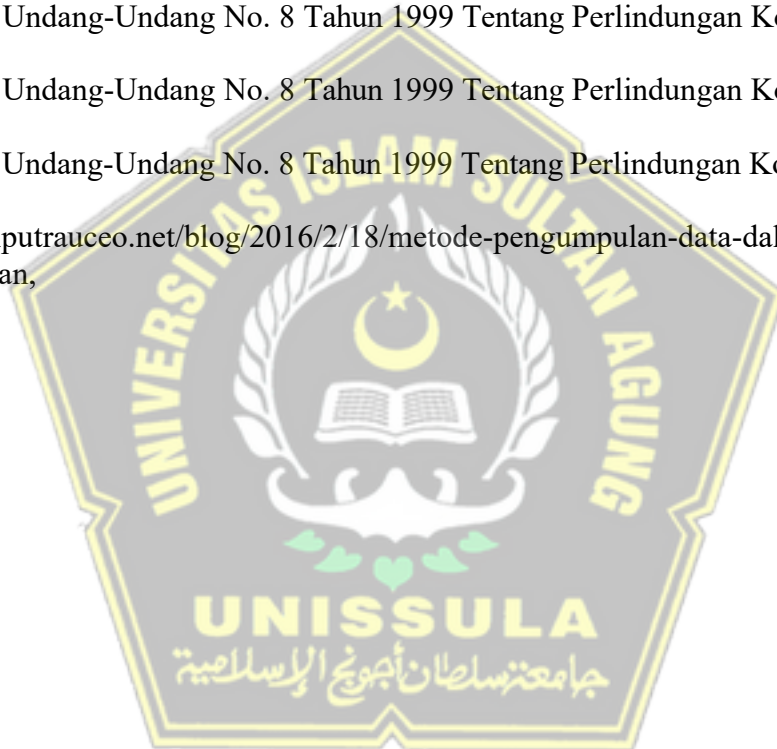 Undang-Undang No. 8 Tahun 1999 Tentang Perlindungan Ko
Undang-Undang No. 8 Tahun 1999 Tentang Perlindungan Ko
Undang-Undang No. 8 Tahun 1999 Tentang Perlindungan Ko
putrauceo.net/blog/2016/2/18/metode-pengumpulan-data-dal
an,
UNIVERSITAS ISLAM SULTAN AGUNG
UNISSULA
جامعة سلطان أجونج الإسلامية